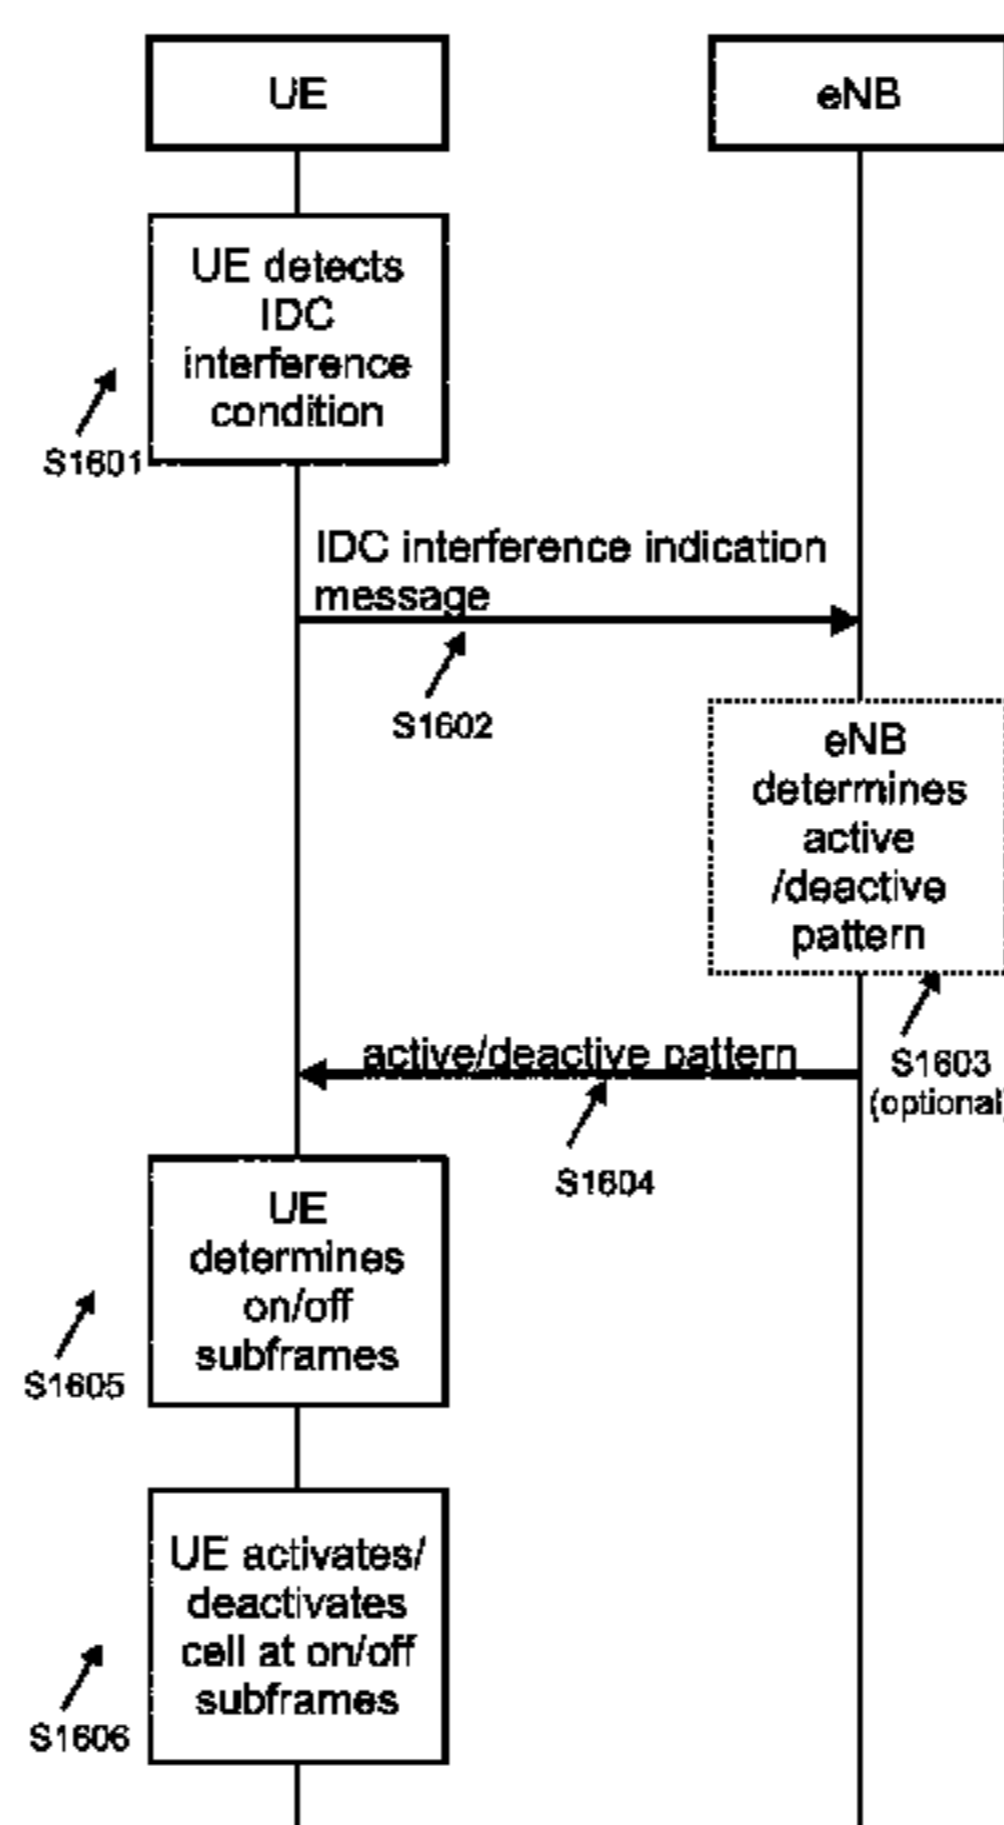 UE
eNB
UE detects
IDC
interference
condition
S1601
IDC interference indication
message
S1602
eNB
determines
active
/deactive
pattern
S1603
(optional)
active/deactive pattern
S1604
UE
determines
on/off
subframes
S1605
UE activates/
deactivates
cell at on/off
subframes
S1606